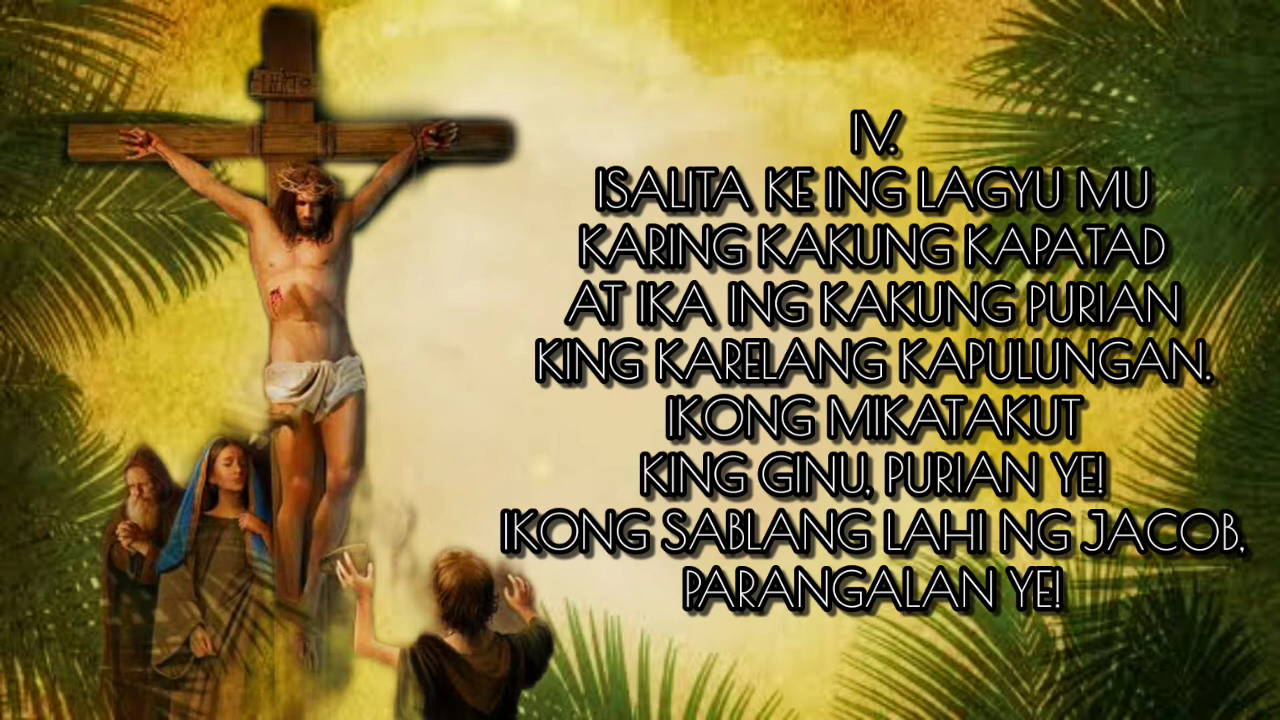 IV.
ISALITA KE ING LAGYU MU
KARING KAKUNG KAPATAD
AT IKA ING KAKUNG PURIAN
KING KARELANG KAPULUNGAN.
IKONG MIKATAKUT
KING GINU, PURIAN YE!
IKONG SABLANG LAHI NG JACOB,
PARANGALAN YE!